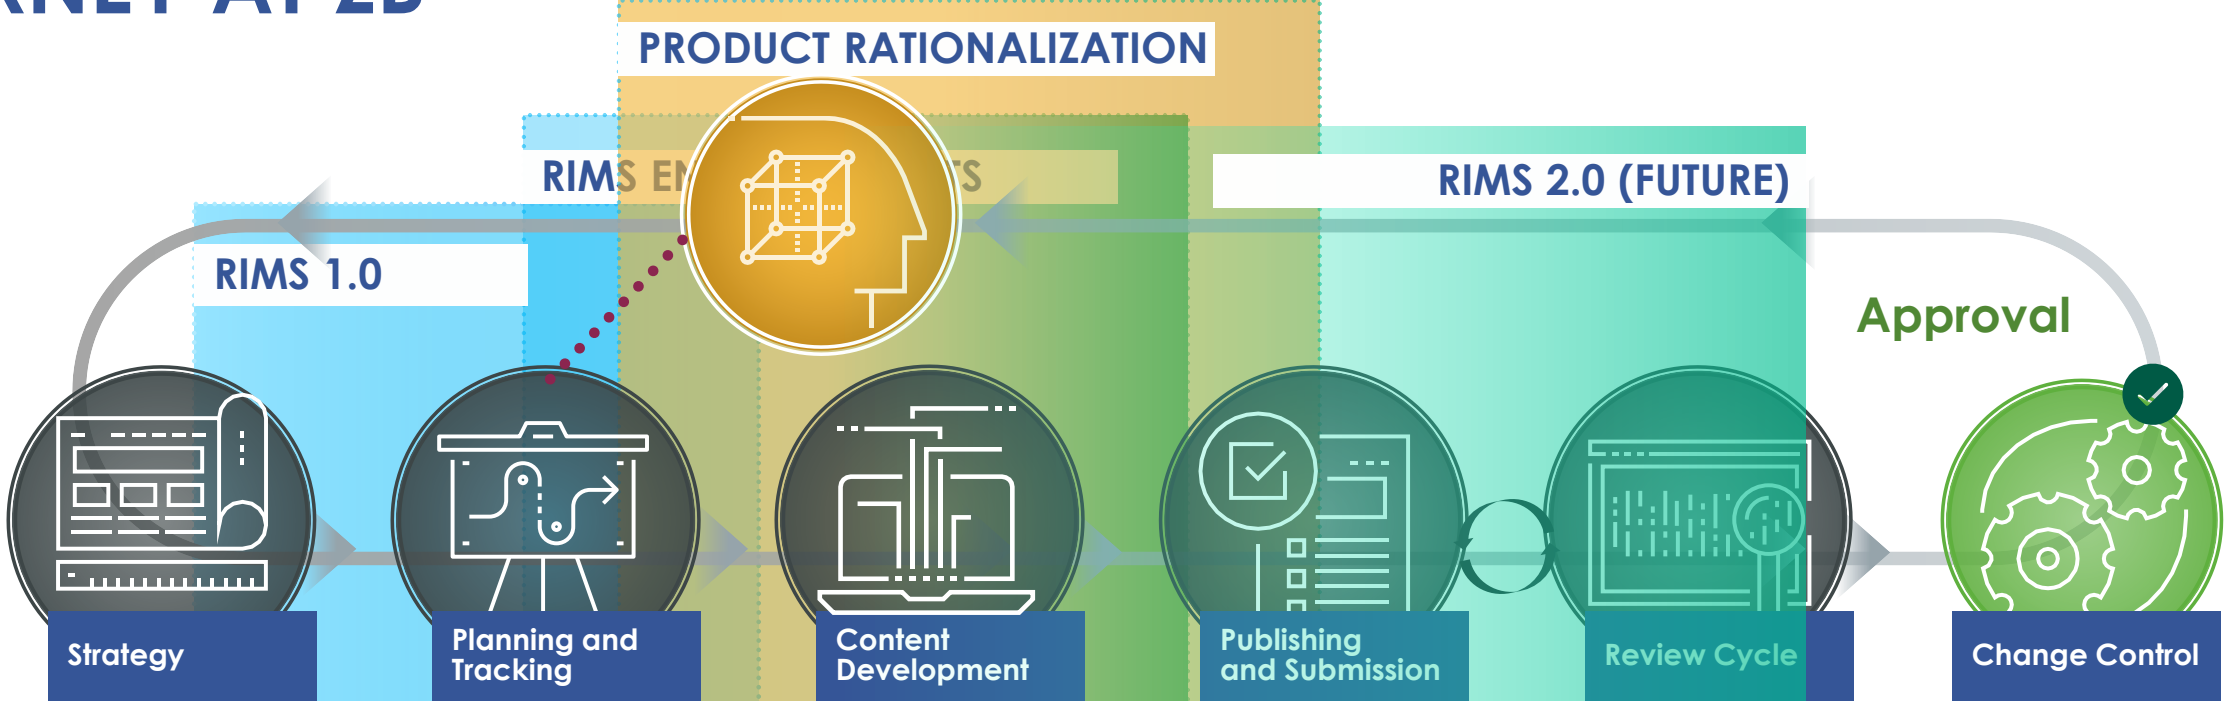 PRODUCT RATIONALIZATION
RIMS
RIMS 2.0 (FUTURE)
RIMS 1.0
Approval
Strategy
Planning and
Tracking
Content
Development
Publishing
and Submission
Review Cycle
Change Control